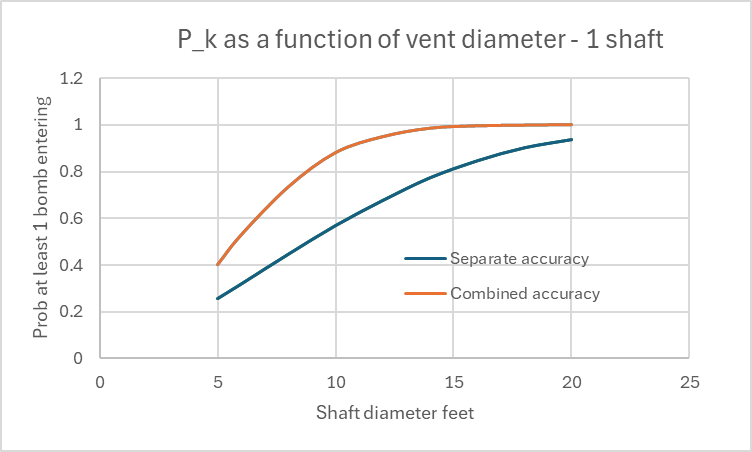 P_k as a function of vent diameter - 1 shaft
1.2
1
0.8
0.6
0.4
0.2
0
Prob at least 1 bomb entering
Separate accuracy
Combined accuracy
0 5 10 15 20 25
Shaft diameter feet